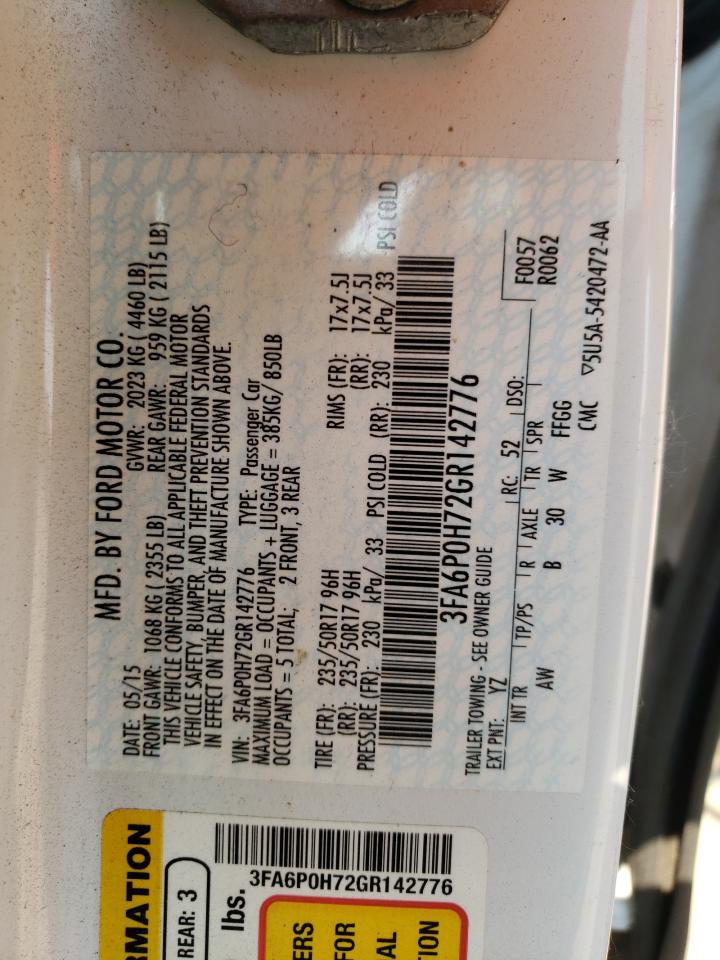 MFD. BY FORD MOTOR CO.
DATE: 05/15 GVWR: 2023 KG ( 4460 LB)
FRONT GAWR: 1068 KG ( 2355 LB) REAR GAWR: 959 KG ( 2115 LB)
THIS VEHICLE CONFORMS TO ALL APPLICABLE FEDERAL MOTOR
VEHICLE SAFETY, BUMPER, AND THEFT PREVENTION STANDARDS
IN EFFECT ON THE DATE OF MANUFACTURE SHOWN ABOVE.
VIN: 3FA6P0H72GR142776 TYPE: Passenger Car
MAXIMUM LOAD = OCCUPANTS + LUGGAGE = 385KG/ 850LB
OCCUPANTS = 5 TOTAL; 2 FRONT, 3 REAR
TIRE (FR): 235/50R17 96H RIMS (FR): 17x7.5J
(RR): 235/50R17 96H (RR): 17x7.5J
PRESSURE (FR): 230 kPa/ 33 PSI COLD (RR): 230 kPa/ 33 PSI COLD
3FA6P0H72GR142776
TRAILER TOWING - SEE OWNER GUIDE
EXT PNT: YZ RC: 52 DSO: F0057
INT TR TP/PS R AXLE TR SPR R0062
AW B 30 W FFGG
CMC ▽5U5A-5420472-AA
RMATION
REAR: 3
lbs.
3FA6P0H72GR142776
ERS
FOR
AL
ION